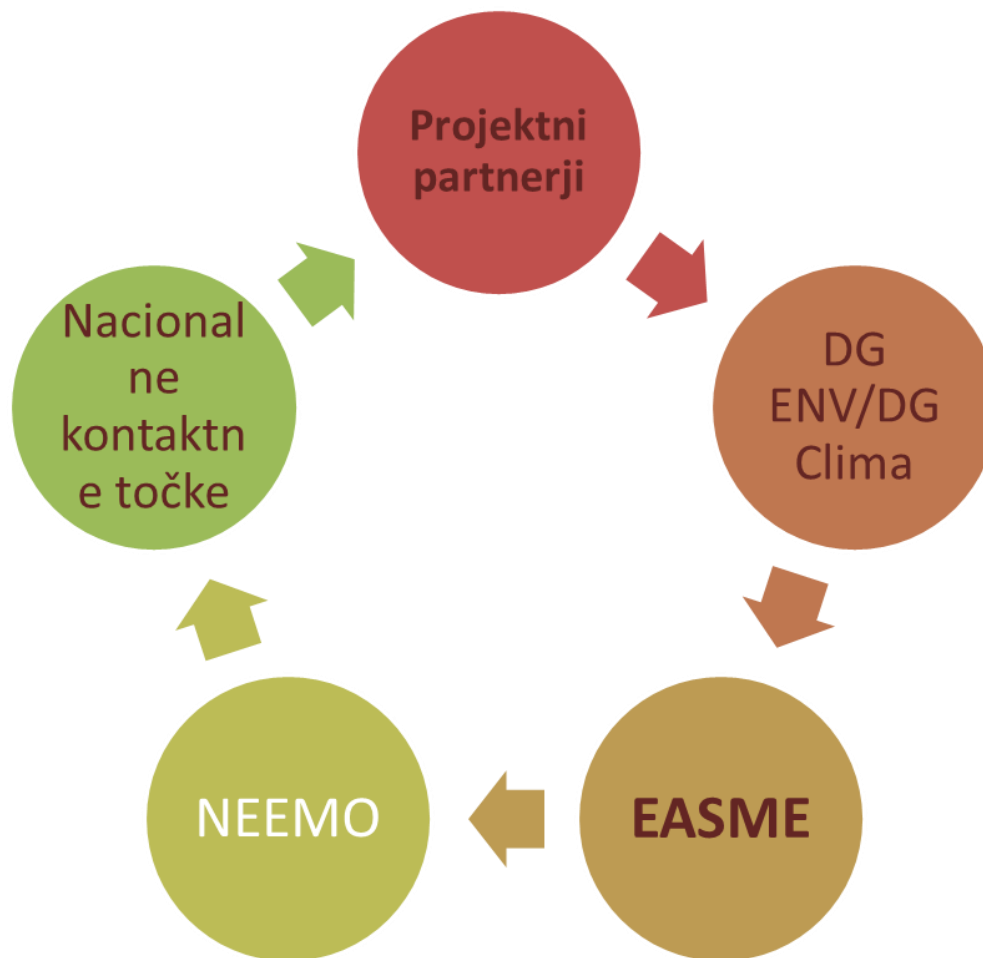 Projektni
partnerji
DG
ENV/DG
Clima
EASME
NEEMO
Nacional
ne
kontaktn
e točke